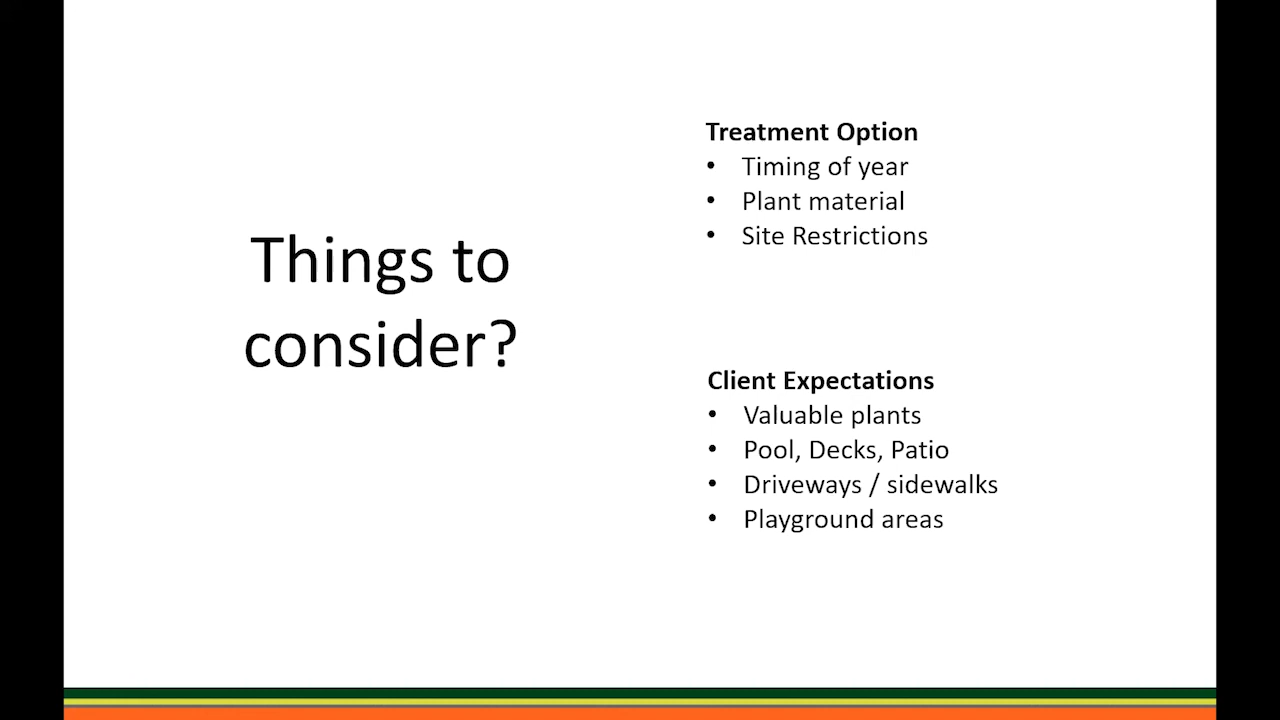 Things to
consider?
Treatment Option
• Timing of year
• Plant material
• Site Restrictions
Client Expectations
• Valuable plants
• Pool, Decks, Patio
• Driveways / sidewalks
• Playground areas